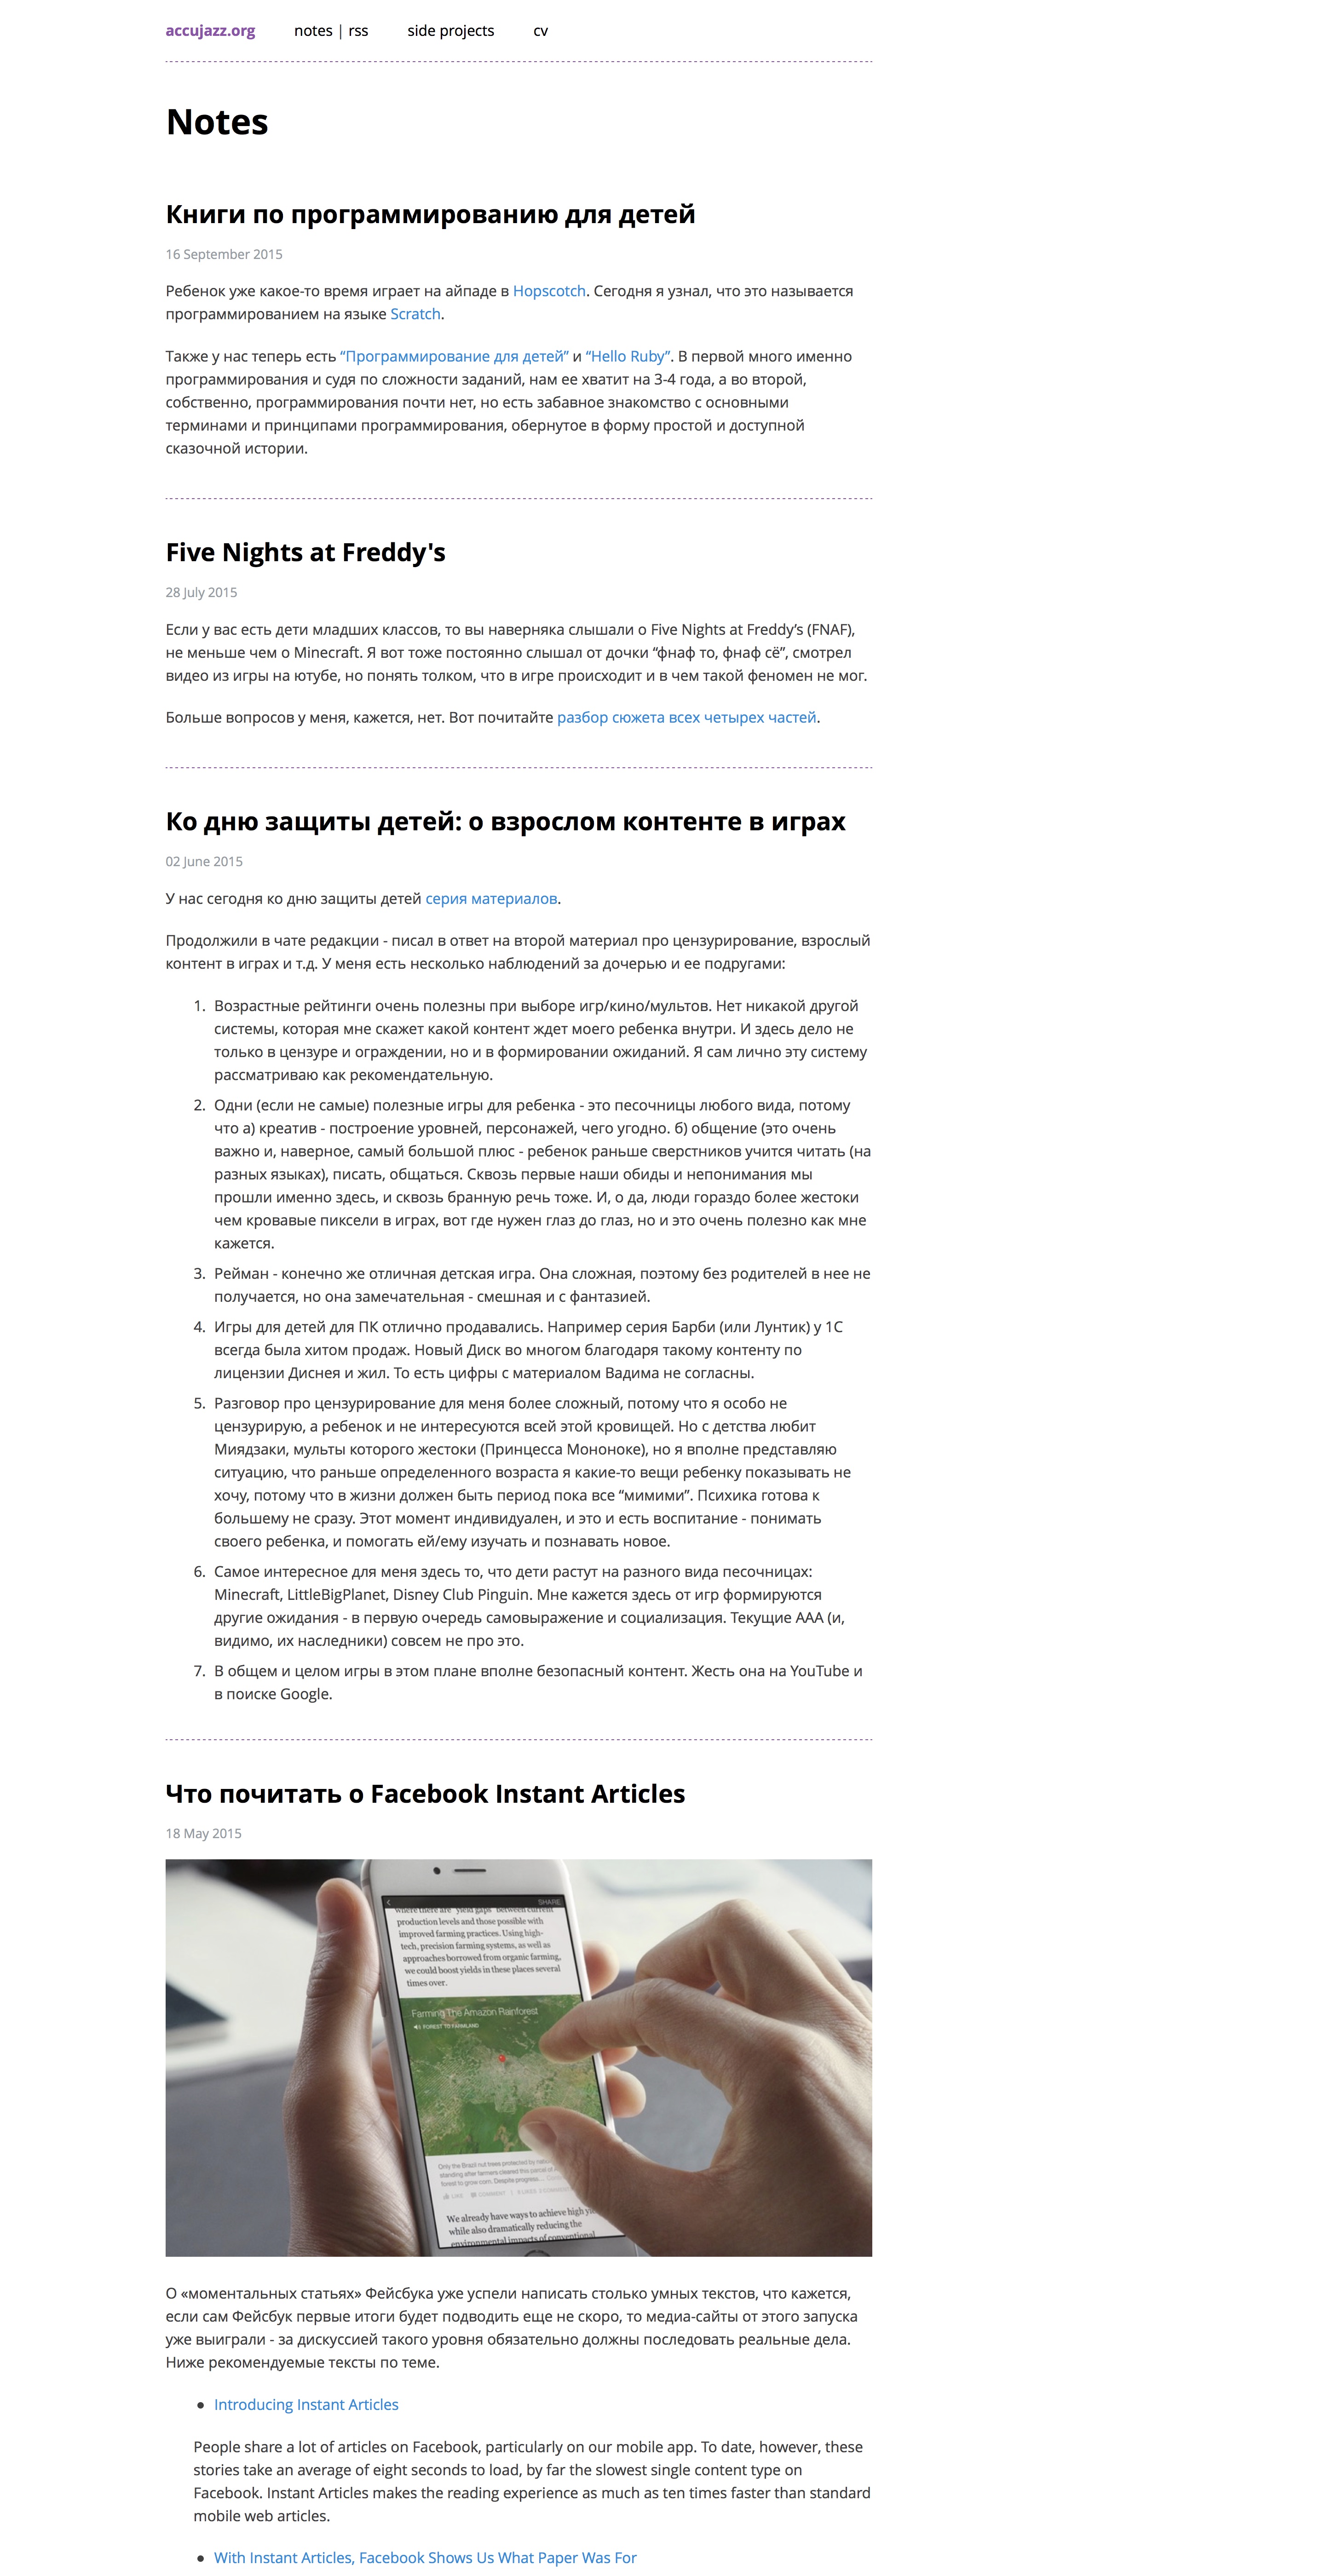 accujazz.org notes | rss side projects cv
Notes
Книги по программированию для детей
16 September 2015
Ребенок уже какое-то время играет на айпаде в Hopscotch. Сегодня я узнал, что это называется
программированием на языке Scratch.
Также у нас теперь есть “Программирование для детей” и “Hello Ruby”. В первой много именно
программирования и судя по сложности заданий, нам ее хватит на 3-4 года, а во второй,
собственно, программирования почти нет, но есть забавное знакомство с основными
терминами и принципами программирования, обернутое в форму простой и доступной
сказочной истории.
Five Nights at Freddy's
28 July 2015
Если у вас есть дети младших классов, то вы наверняка слышали о Five Nights at Freddy’s (FNAF),
не меньше чем о Minecraft. Я вот тоже постоянно слышал от дочки “фнаф то, фнаф сё”, смотрел
видео из игры на ютубе, но понять толком, что в игре происходит и в чем такой феномен не мог.
Больше вопросов у меня, кажется, нет. Вот почитайте разбор сюжета всех четырех частей.
Ко дню защиты детей: о взрослом контенте в играх
02 June 2015
У нас сегодня ко дню защиты детей серия материалов.
Продолжили в чате редакции - писал в ответ на второй материал про цензурирование, взрослый
контент в играх и т.д. У меня есть несколько наблюдений за дочерью и ее подругами:
1. Возрастные рейтинги очень полезны при выборе игр/кино/мультов. Нет никакой другой
системы, которая мне скажет какой контент ждет моего ребенка внутри. И здесь дело не
только в цензуре и ограждении, но и в формировании ожиданий. Я сам лично эту систему
рассматриваю как рекомендательную.
2. Одни (если не самые) полезные игры для ребенка - это песочницы любого вида, потому
что а) креатив - построение уровней, персонажей, чего угодно. б) общение (это очень
важно и, наверное, самый большой плюс - ребенок раньше сверстников учится читать (на
разных языках), писать, общаться. Сквозь первые наши обиды и непонимания мы
прошли именно здесь, и сквозь бранную речь тоже. И, о да, люди гораздо более жестоки
чем кровавые пиксели в играх, вот где нужен глаз до глаз, но и это очень полезно как мне
кажется.
3. Рейман - конечно же отличная детская игра. Она сложная, поэтому без родителей в нее не
получается, но она замечательная - смешная и с фантазией.
4. Игры для детей для ПК отлично продавались. Например серия Барби (или Лунтик) у 1С
всегда была хитом продаж. Новый Диск во многом благодаря такому контенту по
лицензии Диснея и жил. То есть цифры с материалом Вадима не согласны.
5. Разговор про цензурирование для меня более сложный, потому что я особо не
цензурирую, а ребенок и не интересуются всей этой кровищей. Но с детства любит
Миядзаки, мульты которого жестоки (Принцесса Мононоке), но я вполне представляю
ситуацию, что раньше определенного возраста я какие-то вещи ребенку показывать не
хочу, потому что в жизни должен быть период пока все “мимими”. Психика готова к
большему не сразу. Этот момент индивидуален, и это и есть воспитание - понимать
своего ребенка, и помогать ей/ему изучать и познавать новое.
6. Самое интересное для меня здесь то, что дети растут на разного вида песочницах:
Minecraft, LittleBigPlanet, Disney Club Pinguin. Мне кажется здесь от игр формируются
другие ожидания - в первую очередь самовыражение и социализация. Текущие ААА (и,
видимо, их наследники) совсем не про это.
7. В общем и целом игры в этом плане вполне безопасный контент. Жесть она на YouTube и
в поиске Google.
Что почитать о Facebook Instant Articles
18 May 2015
SHARE
where there are "yield gaps" between current
production levels and those possible with
improved farming practices. Using high-
tech, precision farming systems, as well as
approaches borrowed from organic farming,
we could boost yields in these places several
times over.
Farming The Amazon Rainforest
FOREST TO FARMLAND
Only the Brazil nut trees protected by
standing after farmers cleared this parcel of
forest to grow corn. Despite progress...
LIKE COMMENT
We already have ways to achieve high
while also dramatically reducing the
environmental impacts of conventional
О «моментальных статьях» Фейсбука уже успели написать столько умных текстов, что кажется,
если сам Фейсбук первые итоги будет подводить еще не скоро, то медиа-сайты от этого запуска
уже выиграли - за дискуссией такого уровня обязательно должны последовать реальные дела.
Ниже рекомендуемые тексты по теме.
● Introducing Instant Articles
People share a lot of articles on Facebook, particularly on our mobile app. To date, however, these
stories take an average of eight seconds to load, by far the slowest single content type on
Facebook. Instant Articles makes the reading experience as much as ten times faster than standard
mobile web articles.
● With Instant Articles, Facebook Shows Us What Paper Was For